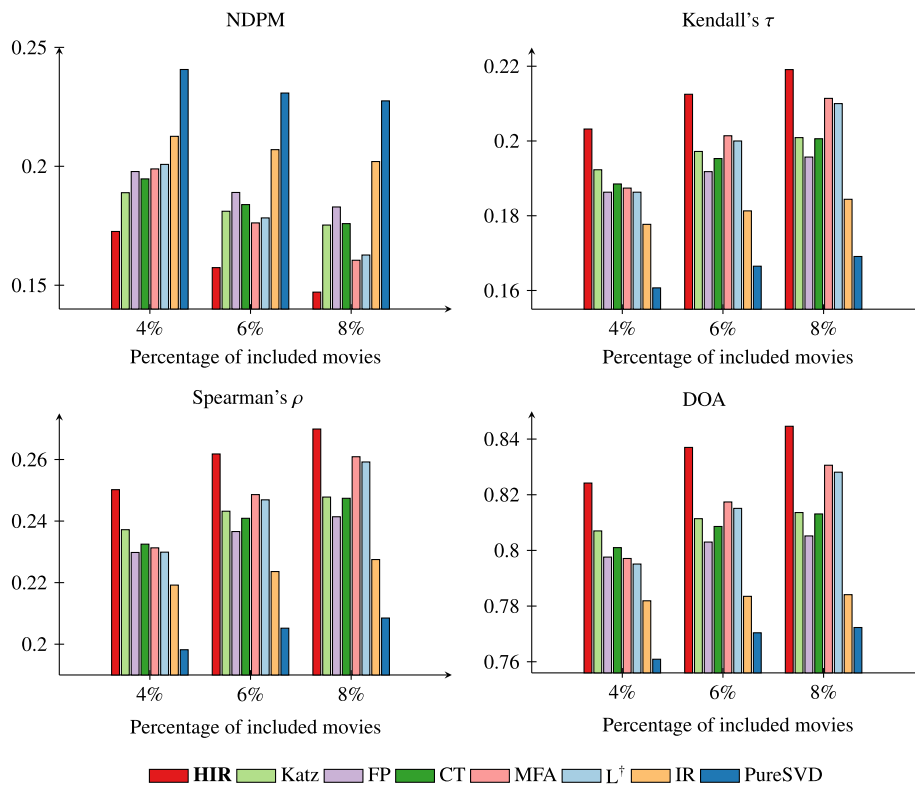 NDPM
0.25
0.2
0.15
4% 6% 8%
Percentage of included movies
Kendall's τ
0.22
0.2
0.18
0.16
4% 6% 8%
Percentage of included movies
Spearman's ρ
0.26
0.24
0.22
0.2
4% 6% 8%
Percentage of included movies
DOA
0.84
0.82
0.8
0.78
0.76
4% 6% 8%
Percentage of included movies
HIR Katz FP CT MFA L† IR PureSVD